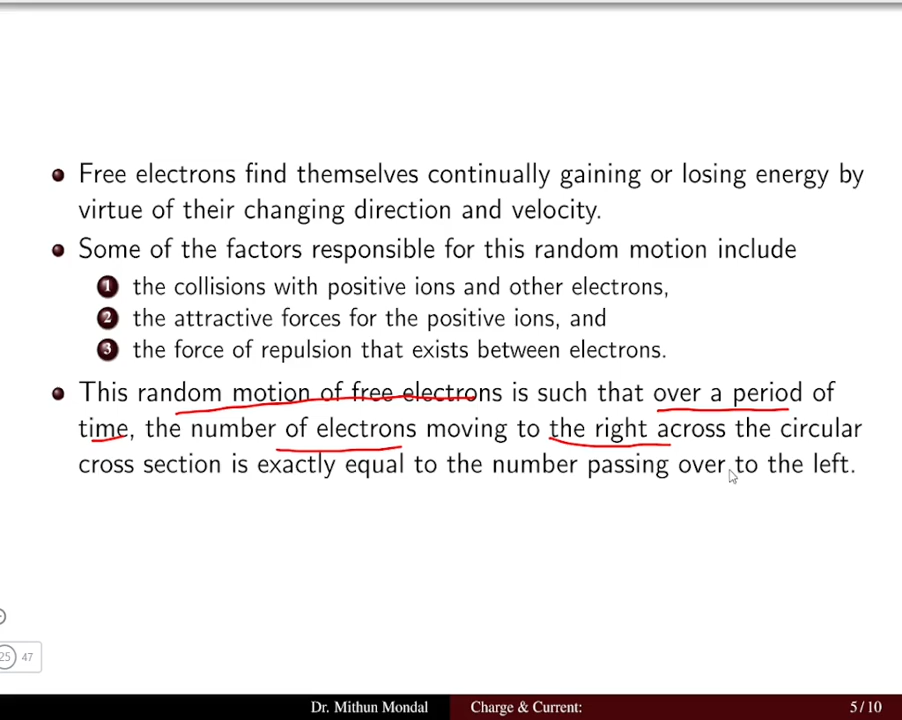 Free electrons find themselves continually gaining or losing energy by
virtue of their changing direction and velocity.
Some of the factors responsible for this random motion include
1 the collisions with positive ions and other electrons,
2 the attractive forces for the positive ions, and
3 the force of repulsion that exists between electrons.
This random motion of free electrons is such that over a period of
time, the number of electrons moving to the right across the circular
cross section is exactly equal to the number passing over to the left.
25 47
Dr. Mithun Mondal Charge & Current: 5 / 10